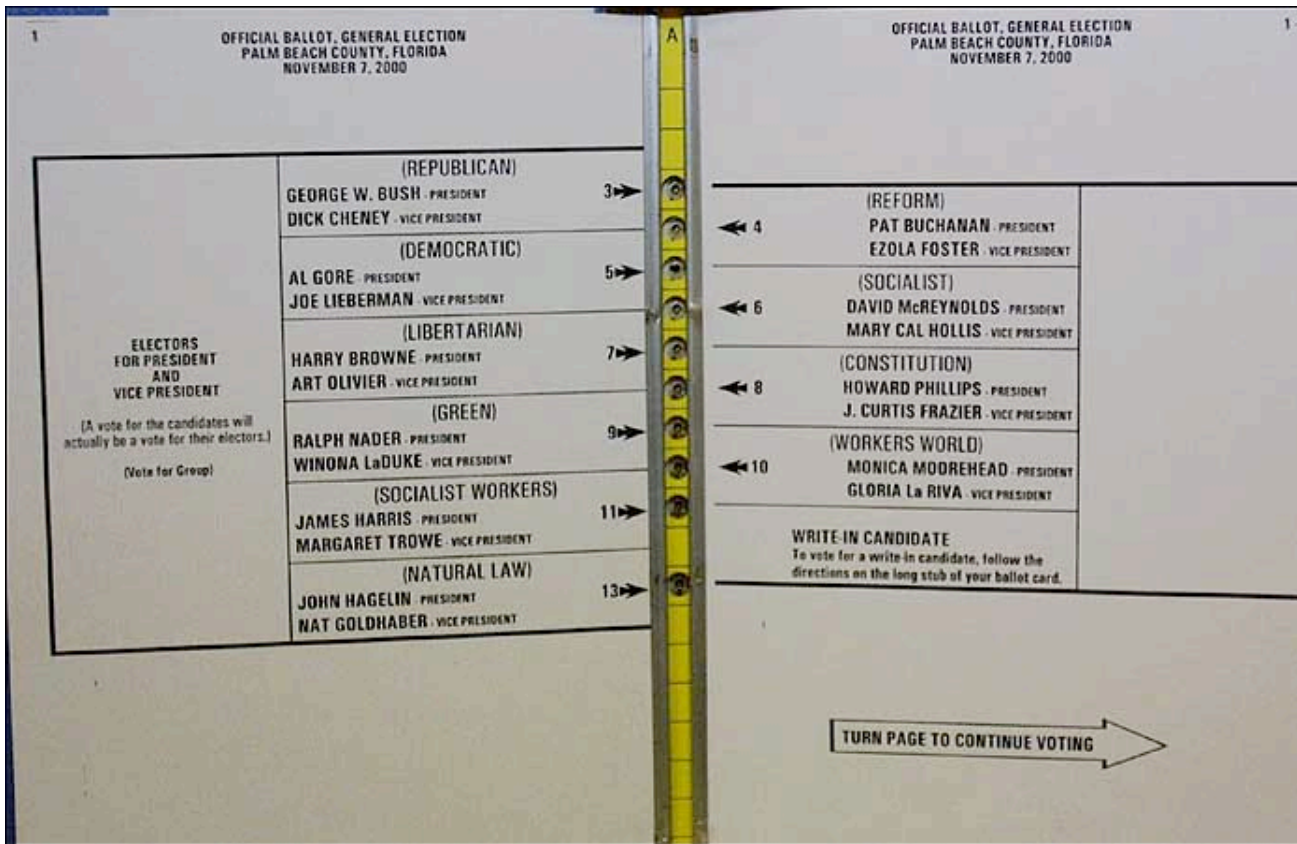 1
OFFICIAL BALLOT, GENERAL ELECTION
PALM BEACH COUNTY, FLORIDA
NOVEMBER 7, 2000
ELECTORS
FOR PRESIDENT
AND
VICE PRESIDENT
(A vote for the candidates will
actually be a vote for their electors.)
(Vote for Group)
(REPUBLICAN)
GEORGE W. BUSH - PRESIDENT 3
DICK CHENEY - VICE PRESIDENT
(DEMOCRATIC)
AL GORE - PRESIDENT 5
JOE LIEBERMAN - VICE PRESIDENT
(LIBERTARIAN)
HARRY BROWNE - PRESIDENT 7
ART OLIVIER - VICE PRESIDENT
(GREEN)
RALPH NADER - PRESIDENT 9
WINONA LaDUKE - VICE PRESIDENT
(SOCIALIST WORKERS)
JAMES HARRIS - PRESIDENT 11
MARGARET TROWE - VICE PRESIDENT
(NATURAL LAW)
JOHN HAGELIN - PRESIDENT 13
NAT GOLDHABER - VICE PRESIDENT
A
OFFICIAL BALLOT, GENERAL ELECTION
PALM BEACH COUNTY, FLORIDA
NOVEMBER 7, 2000
1
(REFORM)
4 PAT BUCHANAN - PRESIDENT
EZOLA FOSTER - VICE PRESIDENT
(SOCIALIST)
6 DAVID McREYNOLDS - PRESIDENT
MARY CAL HOLLIS - VICE PRESIDENT
(CONSTITUTION)
8 HOWARD PHILLIPS - PRESIDENT
J. CURTIS FRAZIER - VICE PRESIDENT
(WORKERS WORLD)
10 MONICA MOOREHEAD - PRESIDENT
GLORIA La RIVA - VICE PRESIDENT
WRITE-IN CANDIDATE
To vote for a write-in candidate, follow the
directions on the long stub of your ballot card.
TURN PAGE TO CONTINUE VOTING